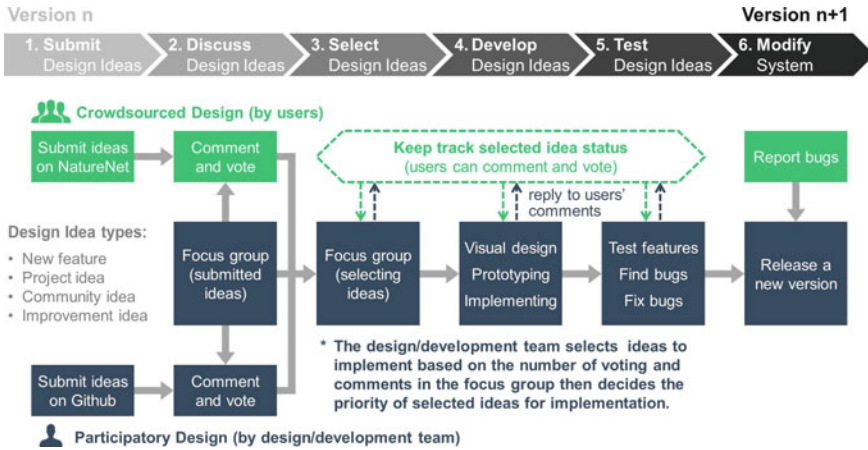 Version n
Version n+1
1. Submit
Design Ideas
2. Discuss
Design Ideas
3. Select
Design Ideas
4. Develop
Design Ideas
5. Test
Design Ideas
6. Modify
System
Crowdsourced Design (by users)
Submit ideas
on NatureNet
Comment
and vote
Keep track selected idea status
(users can comment and vote)
Report bugs
reply to users'
comments
Design Idea types:
• New feature
• Project idea
• Community idea
• Improvement idea
Focus group
(submitted
ideas)
Focus group
(selecting
ideas)
Visual design
Prototyping
Implementing
Test features
Find bugs
Fix bugs
Release a
new version
* The design/development team selects ideas to
implement based on the number of voting and
comments in the focus group then decides the
priority of selected ideas for implementation.
Submit ideas
on Github
Comment
and vote
Participatory Design (by design/development team)